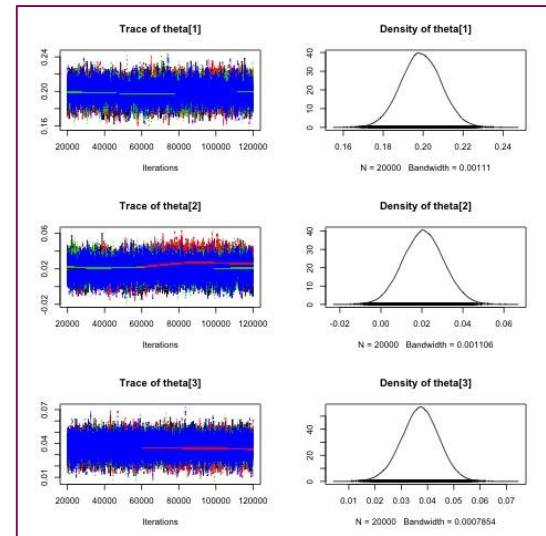 Trace of theta[1]
0.16 0.20 0.24
20000 40000 60000 80000 100000 120000
Iterations
Density of theta[1]
0 10 20 30 40
0.16 0.18 0.20 0.22 0.24
N = 20000 Bandwidth = 0.00111
Trace of theta[2]
-0.02 0.02 0.06
20000 40000 60000 80000 100000 120000
Iterations
Density of theta[2]
0 10 20 30 40
-0.02 0.00 0.02 0.04 0.06
N = 20000 Bandwidth = 0.001106
Trace of theta[3]
0.01 0.04 0.07
20000 40000 60000 80000 100000 120000
Iterations
Density of theta[3]
0 20 40
0.01 0.02 0.03 0.04 0.05 0.06 0.07
N = 20000 Bandwidth = 0.0007854